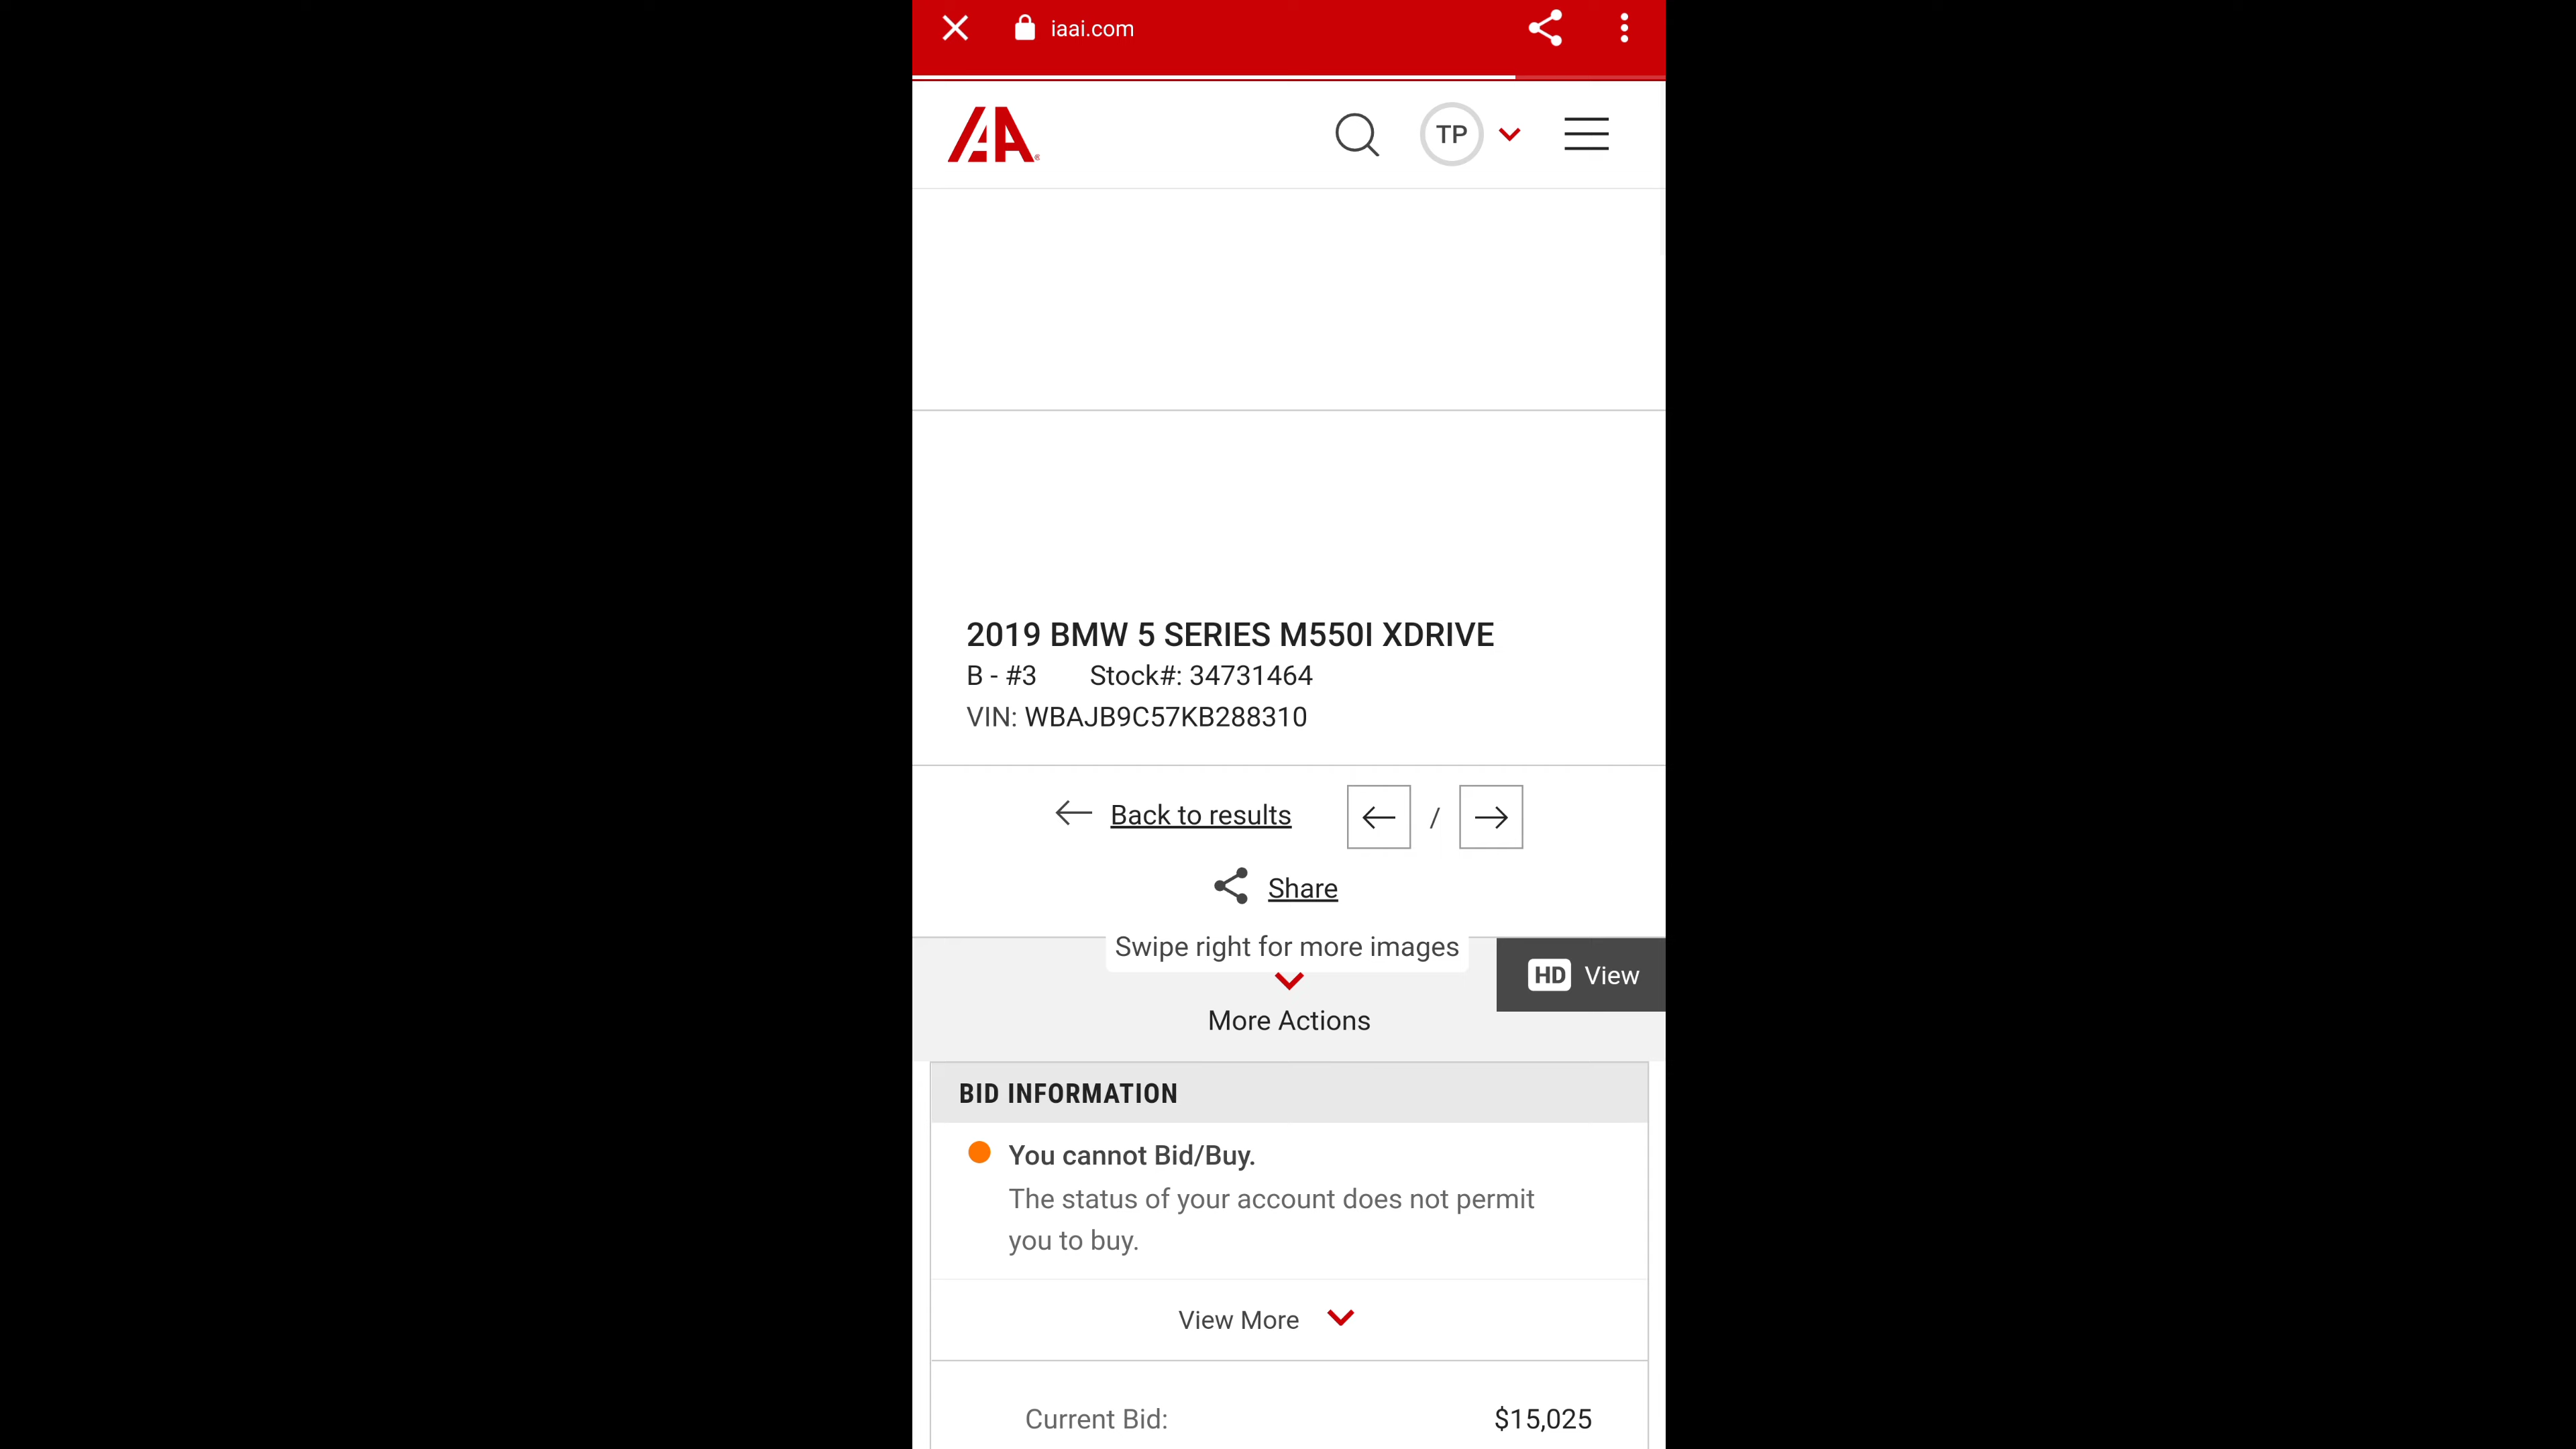 iaai.com
IAA
TP
2019 BMW 5 SERIES M550I XDRIVE
B - #3 Stock#: 34731464
VIN: WBAJB9C57KB288310
Back to results /
Share
Swipe right for more images
HD View
More Actions
BID INFORMATION
You cannot Bid/Buy.
The status of your account does not permit
you to buy.
View More
Current Bid: $15,025